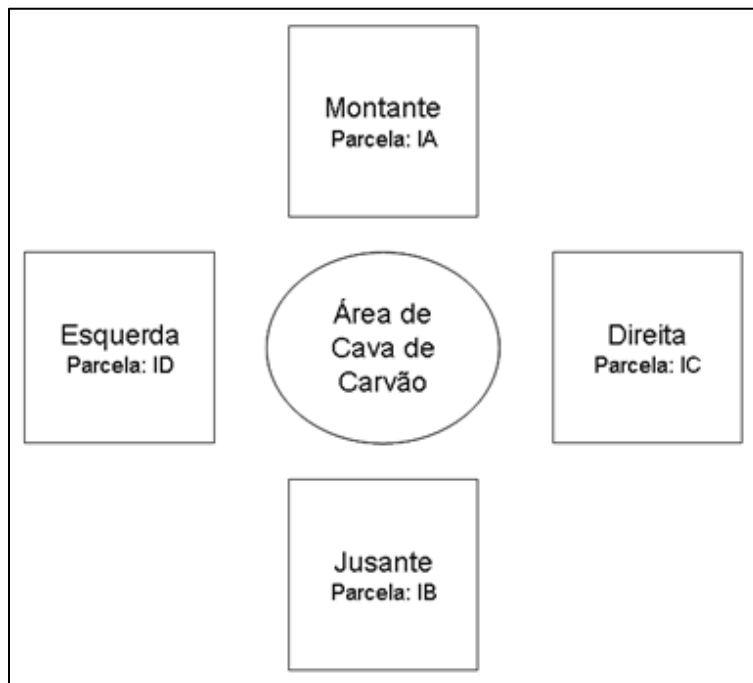 Montante
Parcela: IA
Esquerda
Parcela: ID
Área de
Cava de
Carvão
Direita
Parcela: IC
Jusante
Parcela: IB